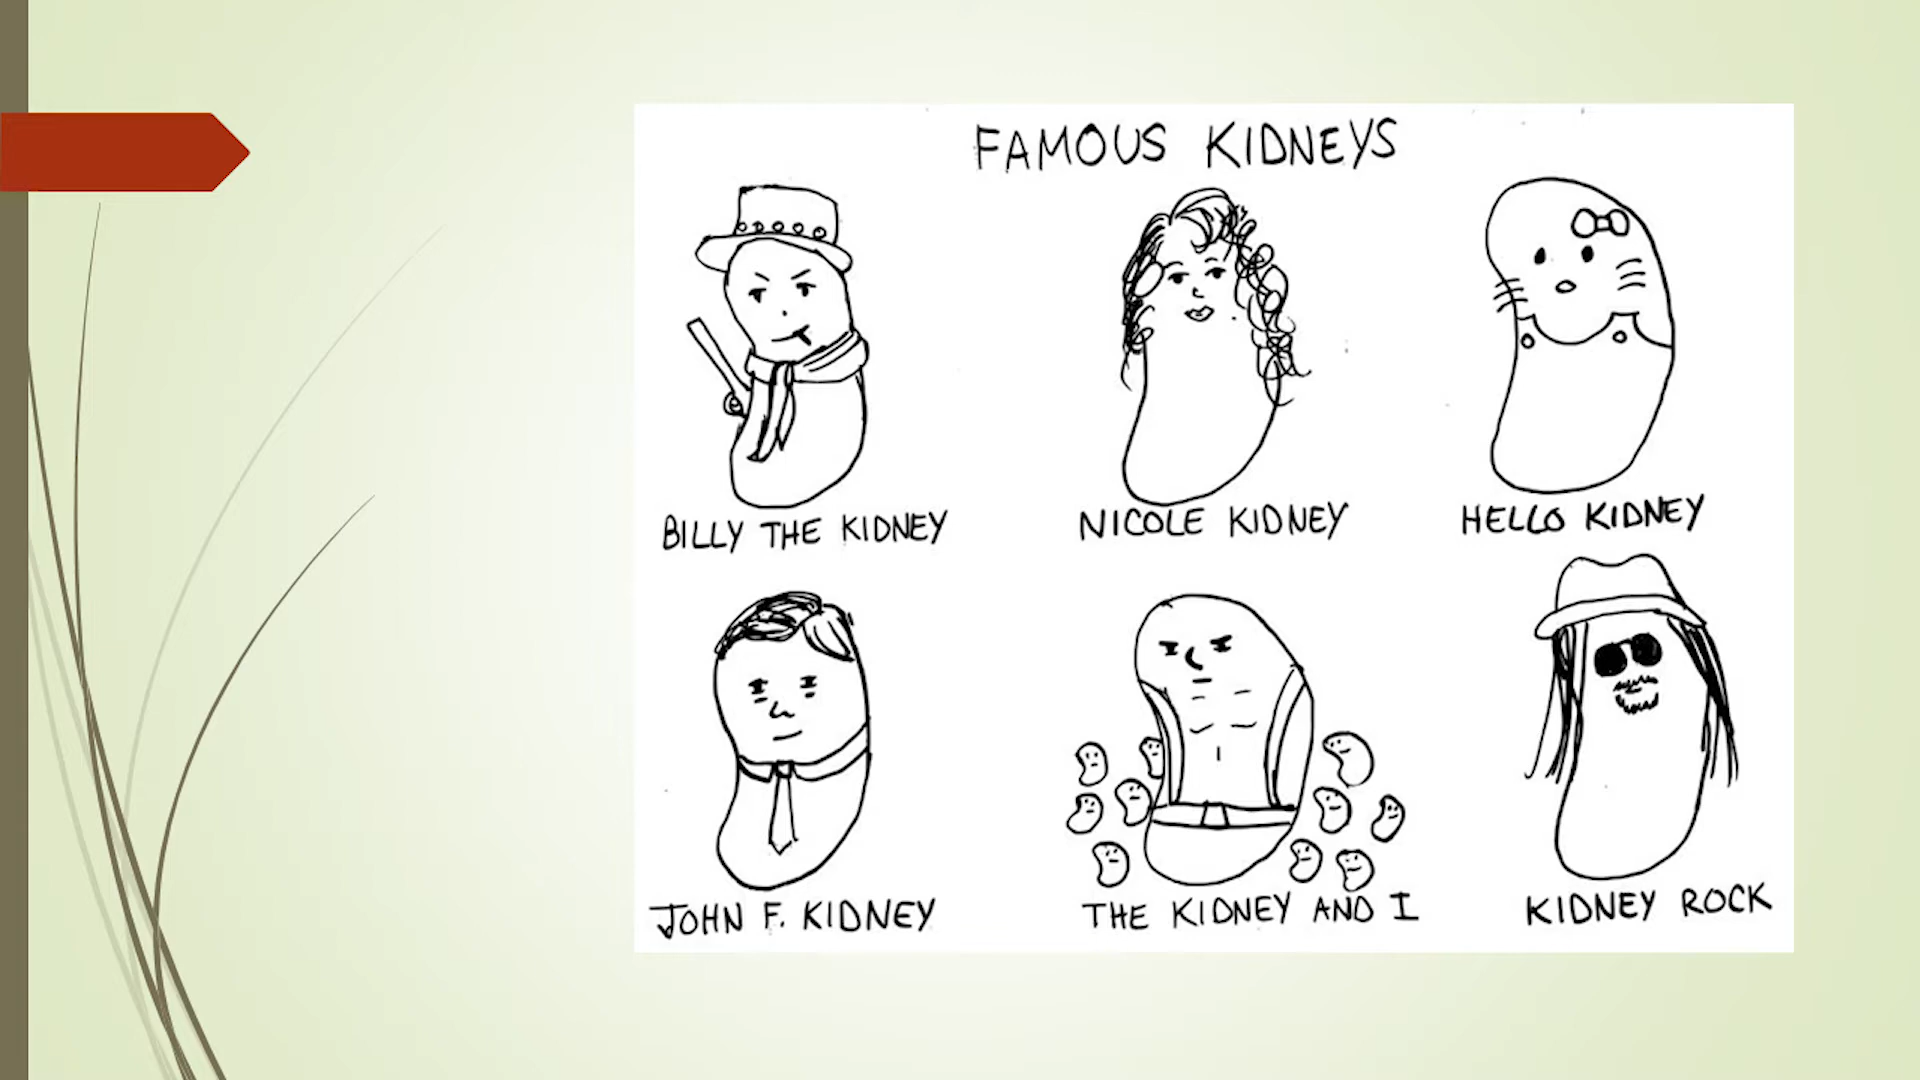 FAMOUS KIDNEYS
BILLY THE KIDNEY
NICOLE KIDNEY
HELLO KIDNEY
JOHN F. KIDNEY
THE KIDNEY AND I
KIDNEY ROCK